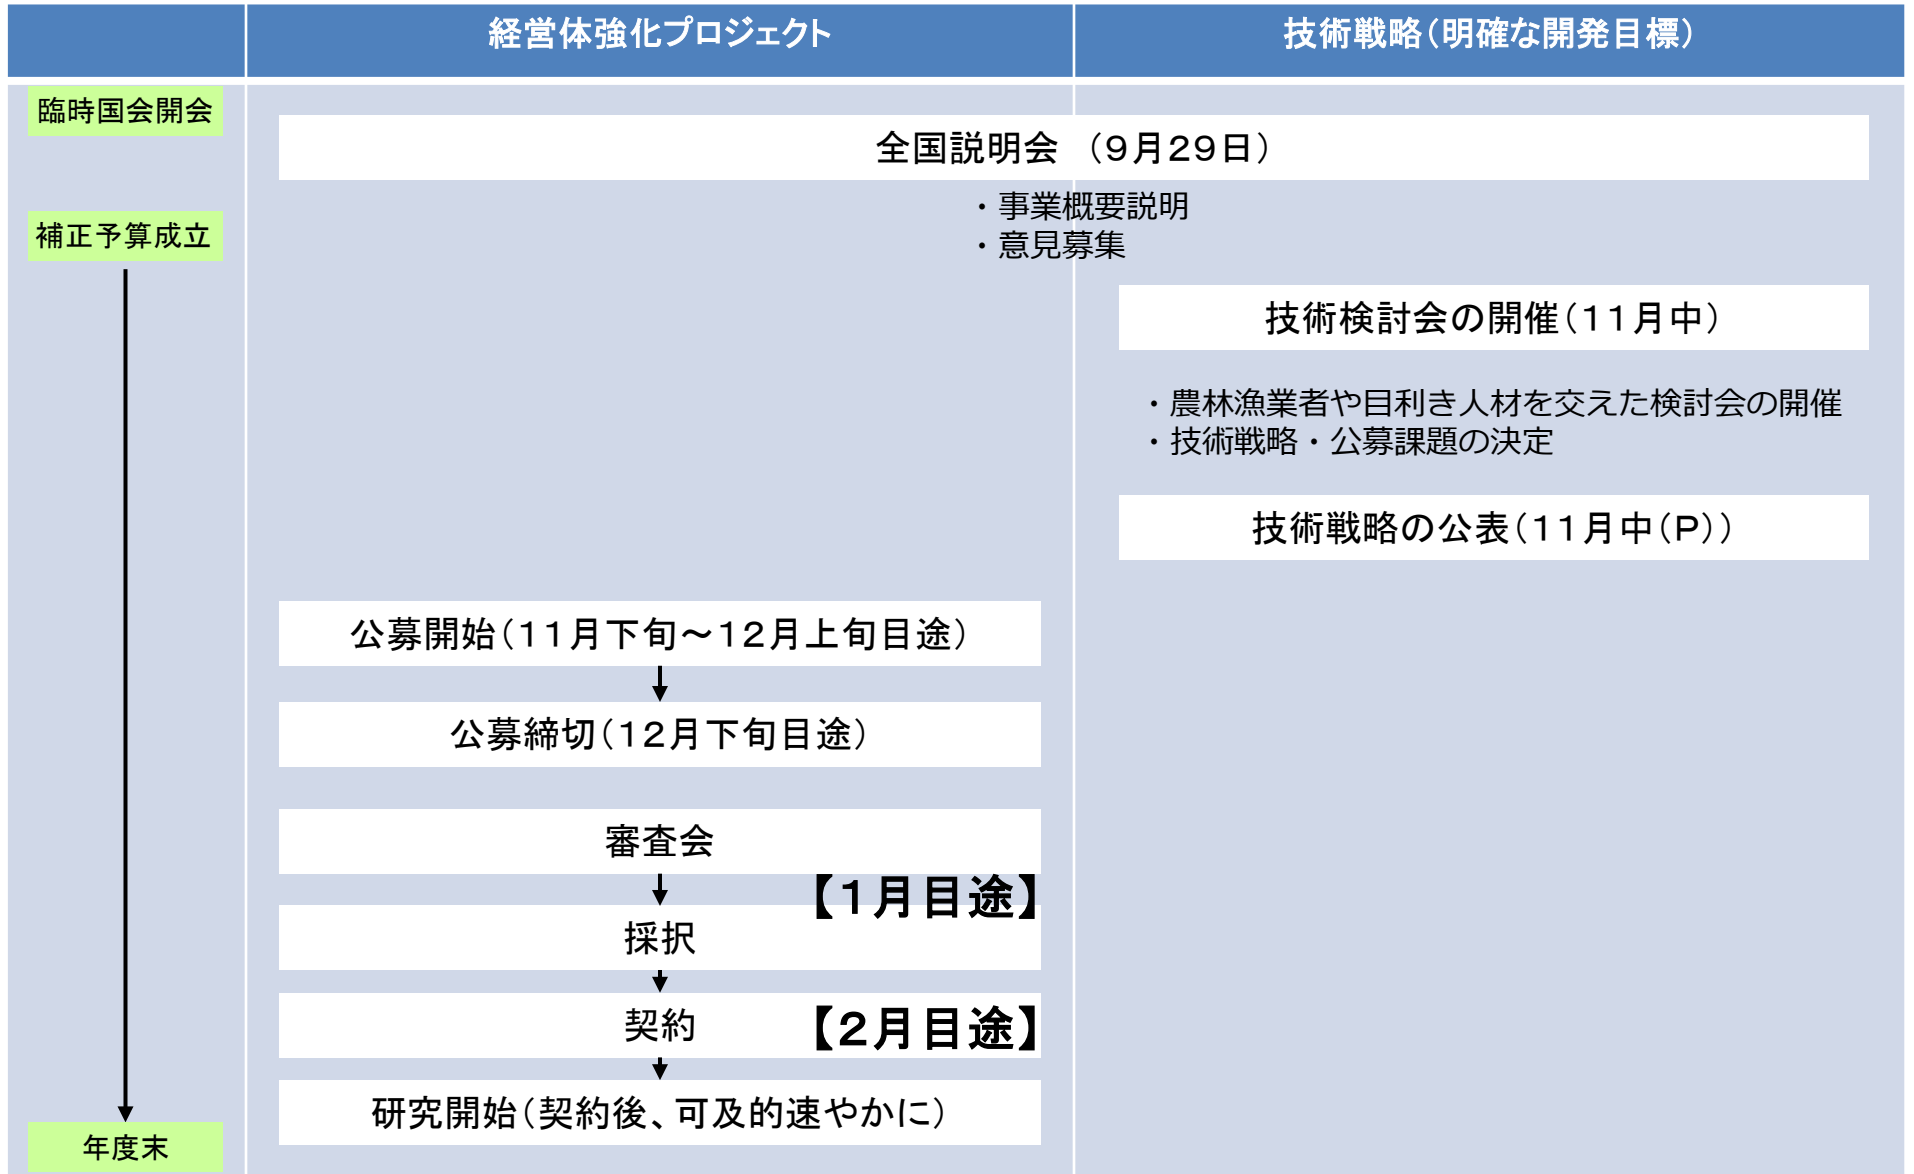 経営体強化プロジェクト
技術戦略(明確な開発目標)
臨時国会開会
全国説明会 (9月29日)
・事業概要説明
補正予算成立
・意見募集
技術検討会の開催(11月中)
・農林漁業者や目利き人材を交えた検討会の開催
・技術戦略・公募課題の決定
技術戦略の公表(11月中(P))
公募開始(11月下旬~12月上旬目途)
公募締切(12月下旬目途)
審査会
【1月目途】
採択
契約
【2月目途】
研究開始(契約後、可及的速やかに)
年度末